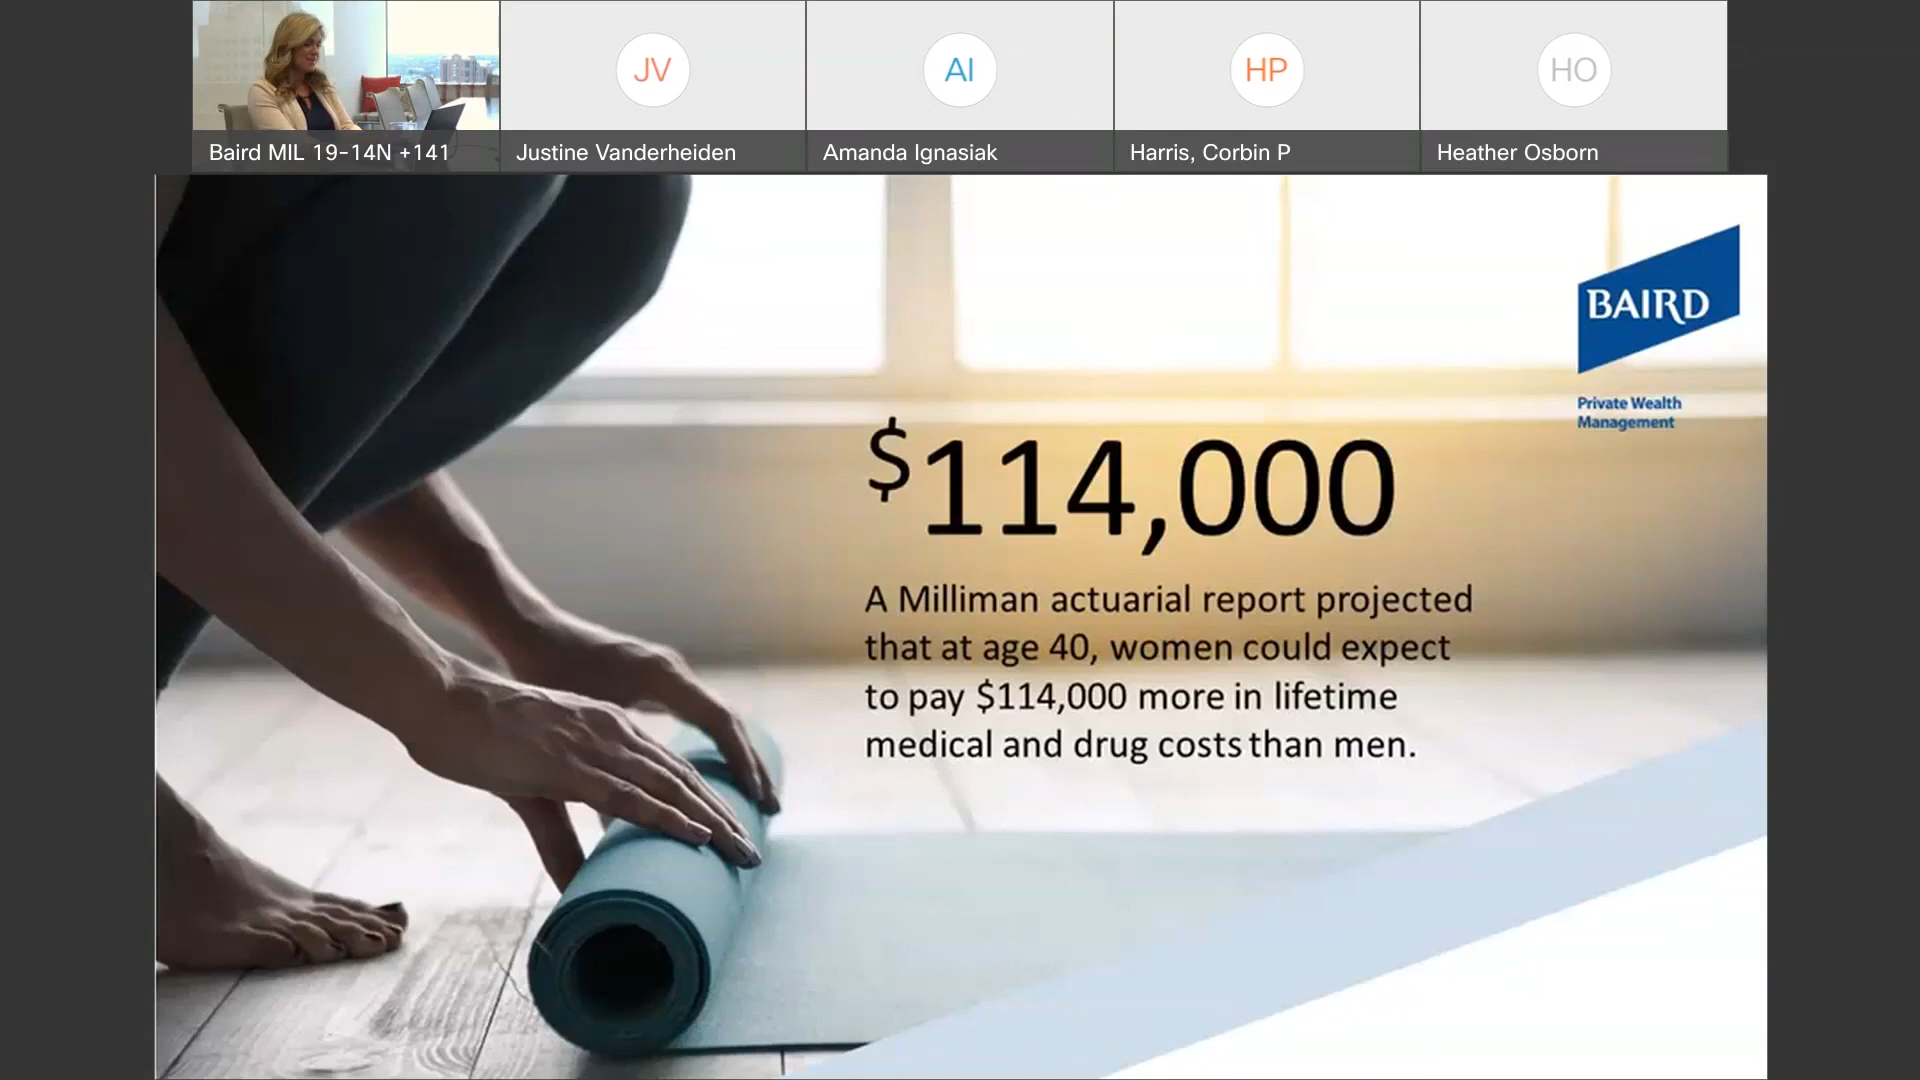 JV
AI
HP
HO
Baird MIL 19-14N +141
Justine Vanderheiden
Amanda Ignasiak
Harris, Corbin P
Heather Osborn
BAIRD
Private Wealth
Management
$114,000
A Milliman actuarial report projected
that at age 40, women could expect
to pay $114,000 more in lifetime
medical and drug costs than men.